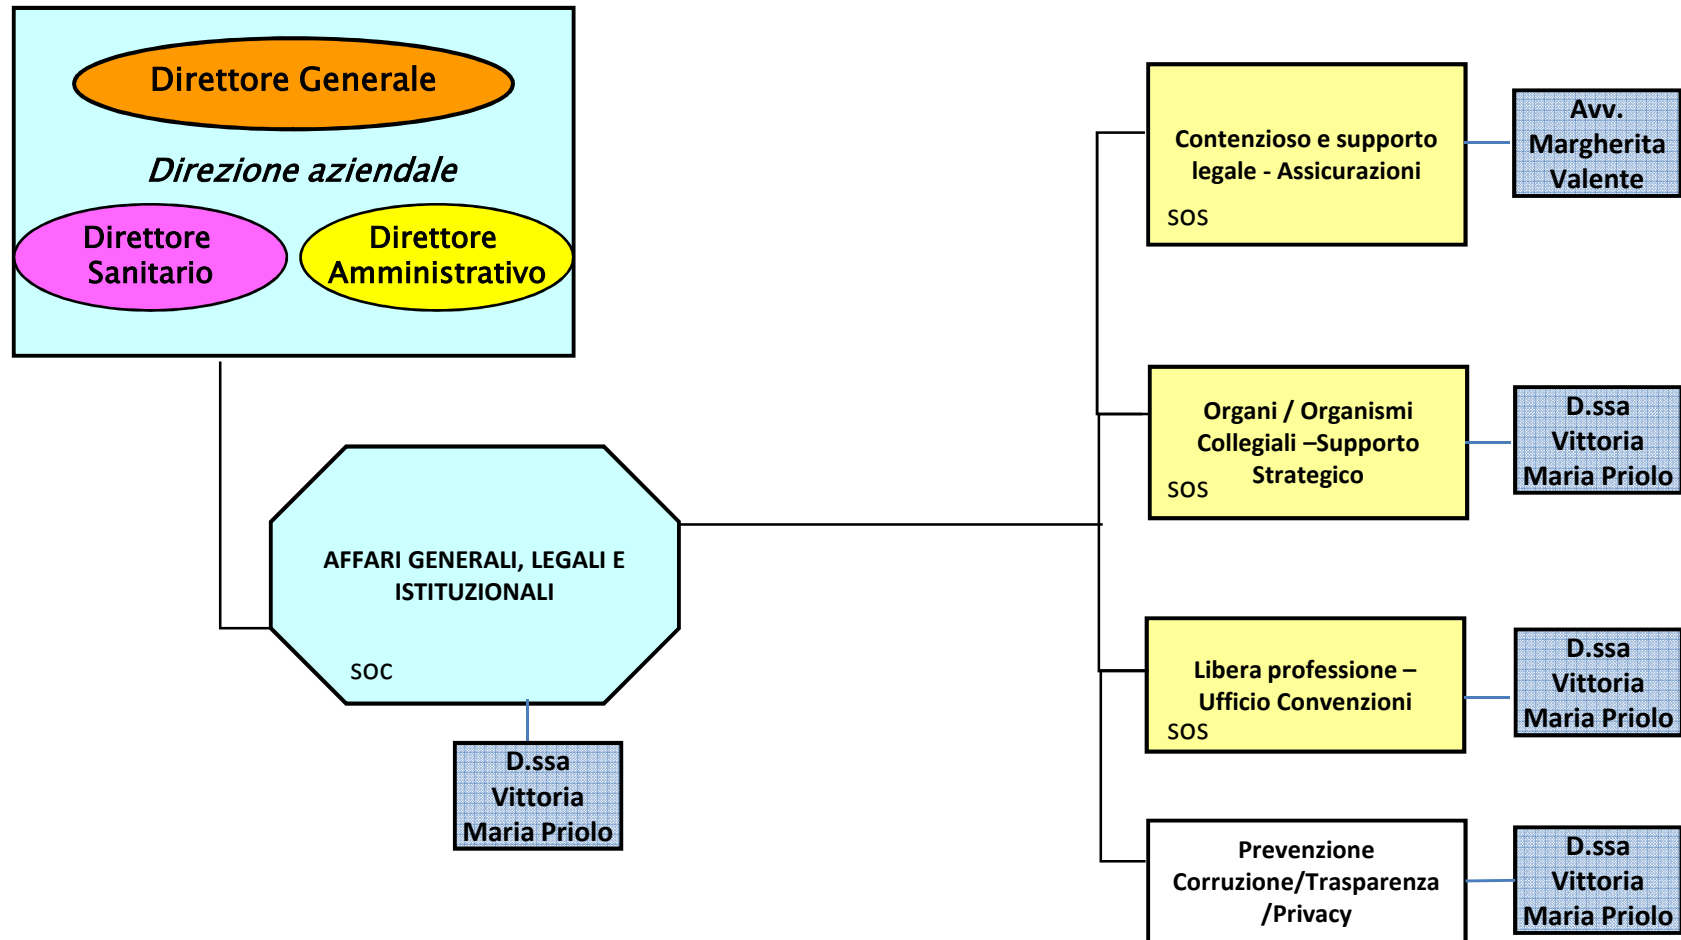 Direttore Generale
Direzione aziendale
Direttore
Sanitario
Direttore
Amministrativo
AFFARI GENERALI, LEGALI E
ISTITUZIONALI
SOC
D.ssa
Vittoria
Maria Priolo
Contenzioso e supporto
legale - Assicurazioni
SOS
Avv.
Margherita
Valente
Organi / Organismi
Collegiali –Supporto
Strategico
SOS
D.ssa
Vittoria
Maria Priolo
Libera professione –
Ufficio Convenzioni
SOS
D.ssa
Vittoria
Maria Priolo
Prevenzione
Corruzione/Trasparenza
/Privacy
D.ssa
Vittoria
Maria Priolo